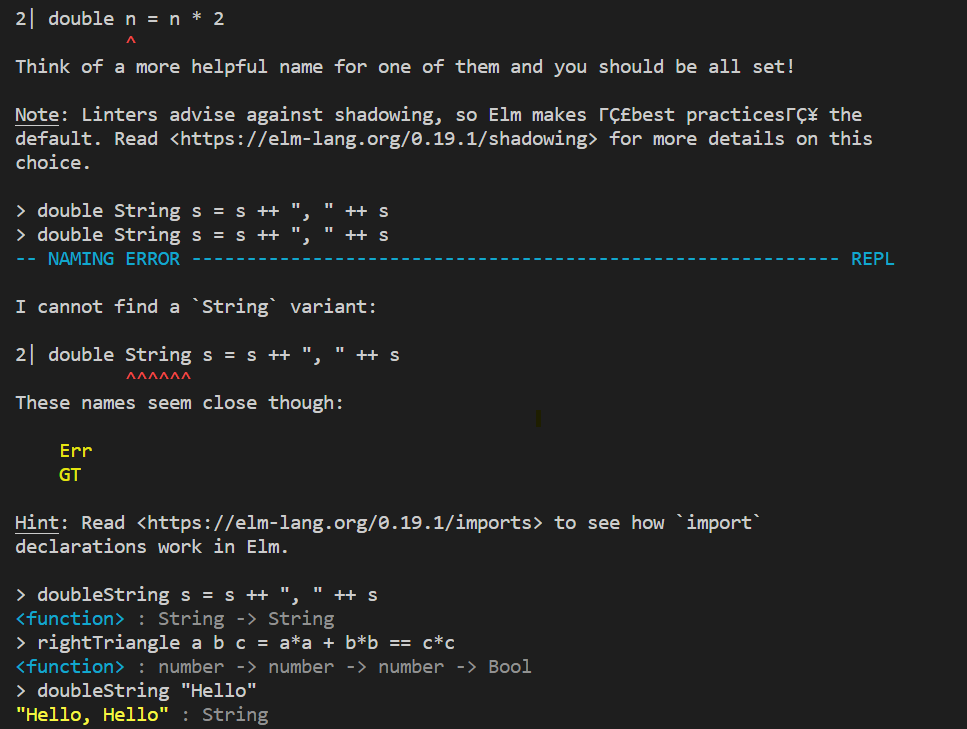 2| double n = n * 2
^
Think of a more helpful name for one of them and you should be all set!
Note: Linters advise against shadowing, so Elm makes ΓÇ£best practicesΓÇ¥ the
default. Read <https://elm-lang.org/0.19.1/shadowing> for more details on this
choice.
> double String s = s ++ ", " ++ s
> double String s = s ++ ", " ++ s
-- NAMING ERROR ----------------------------------------------------------- REPL
I cannot find a `String` variant:
2| double String s = s ++ ", " ++ s
^^^^^^
These names seem close though:
Err
GT
Hint: Read <https://elm-lang.org/0.19.1/imports> to see how `import`
declarations work in Elm.
> doubleString s = s ++ ", " ++ s
<function> : String -> String
> rightTriangle a b c = a*a + b*b == c*c
<function> : number -> number -> number -> Bool
> doubleString "Hello"
"Hello, Hello" : String